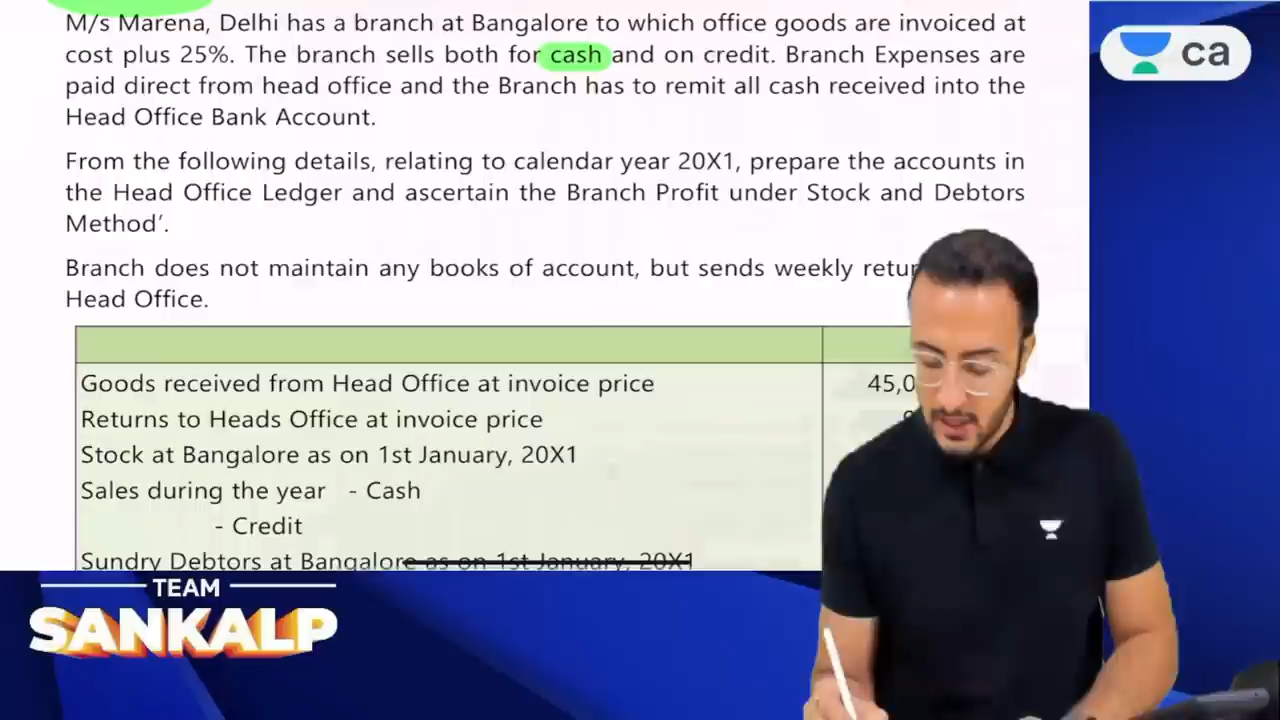 M/s Marena, Delhi has a branch at Bangalore to which office goods are invoiced at
cost plus 25%. The branch sells both for cash and on credit. Branch Expenses are
paid direct from head office and the Branch has to remit all cash received into the
Head Office Bank Account.
From the following details, relating to calendar year 20X1, prepare the accounts in
the Head Office Ledger and ascertain the Branch Profit under Stock and Debtors
Method’.
Branch does not maintain any books of account, but sends weekly
Head Office.
Goods received from Head Office at invoice price
Returns to Heads Office at invoice price
Stock at Bangalore as on 1st January, 20X1
Sales during the year - Cash
- Credit
Sundry Debtors at Bangalore as on 1st January, 20X1
ca
TEAM
SANKALP